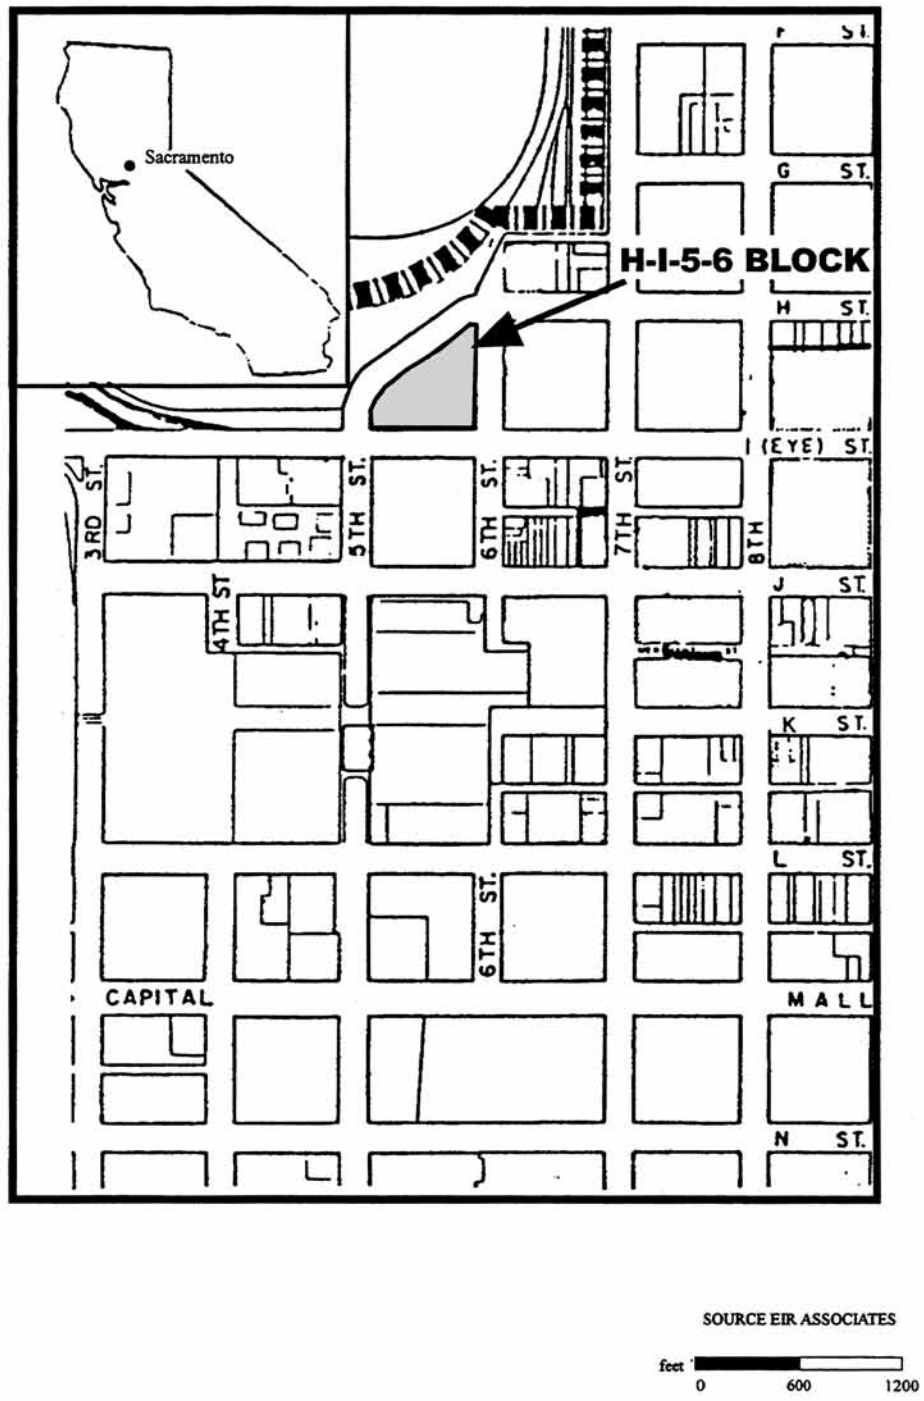 F ST.
Sacramento
G ST.
H-I-5-6 BLOCK
H ST.
I (EYE) ST.
3RD ST.
5TH ST.
6TH ST.
7TH ST.
8TH
4TH ST
J ST.
K ST.
L ST.
6TH ST.
CAPITAL MALL
N ST.
SOURCE EIR ASSOCIATES
feet
0 600 1200